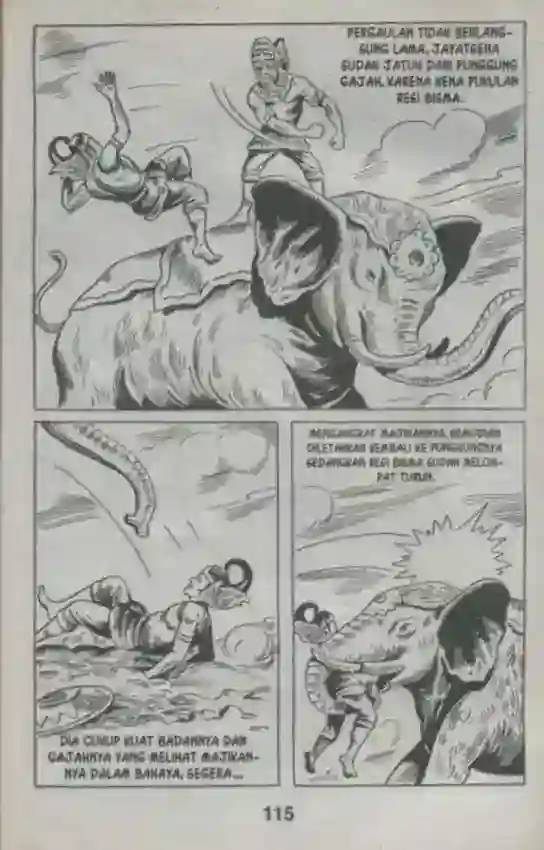 PERGAULAN TIDAK BERLANG-
SUNG LAMA, JAYATSENA
SUDAH JATUH DARI PUNGGUNG
GAJAH, KARENA KENA PUKULAN
RESI BISMA.
DIA CUKUP KUAT BADANNYA DAN
GAJAHNYA YANG MELIHAT MAJIKAN-
NYA DALAM BAHAYA, SEGERA...
MENGANGKAT MAJIKANNYA, KEMUDIAN
DILETAKKAN KEMBALI KE PUNGGUNGNYA
SEDANGKAN RESI BISMA SUDAH MELOM-
PAT TURUN.
115